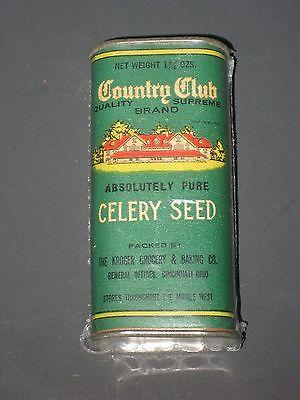 NET WEIGHT 1¾ OZS.
Country Club
QUALITY SUPREME
BRAND
ABSOLUTELY PURE
CELERY SEED
PACKED BY
THE KROGER GROCERY & BAKING CO.
GENERAL OFFICES, CINCINNATI OHIO
STORES THROUGHOUT THE MIDDLE WEST